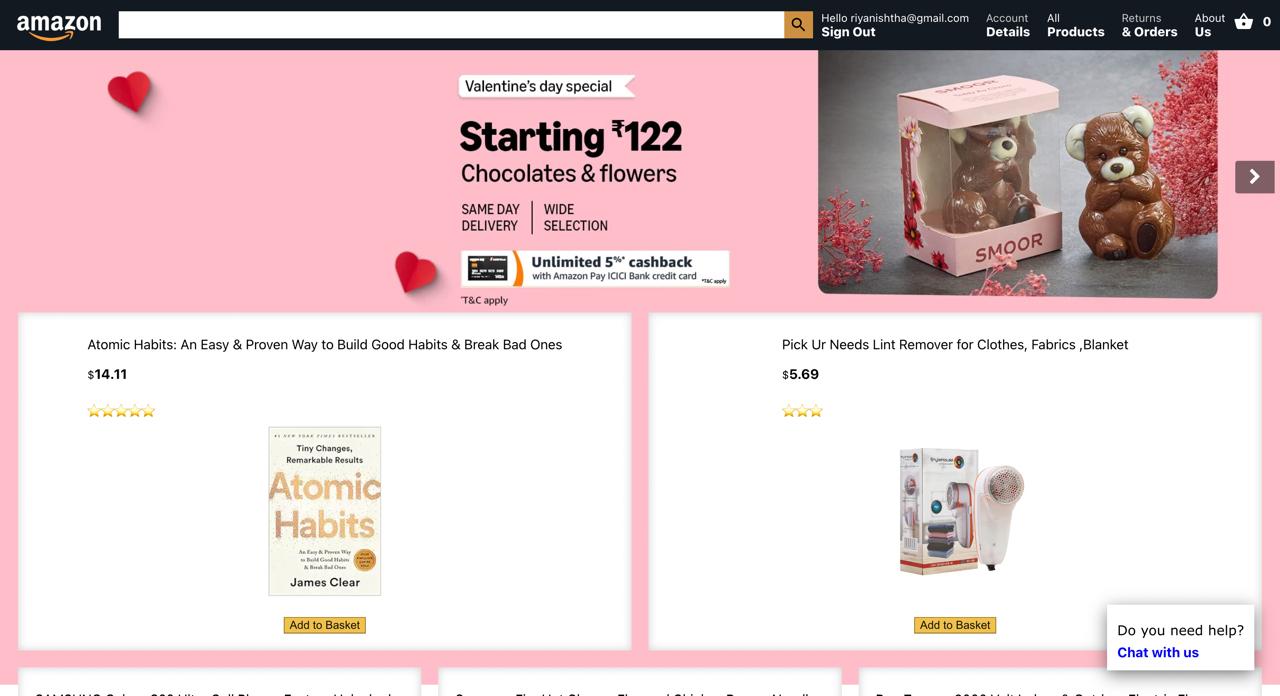 amazon
Hello riyanishtha@gmail.com
Sign Out
Account
Details
All
Products
Returns
& Orders
About
Us
0
Valentine's day special
Starting ₹122
Chocolates & flowers
SAME DAY
DELIVERY
WIDE
SELECTION
Unlimited 5%* cashback
with Amazon Pay ICICI Bank credit card
*T&C apply
*T&C apply
SMOOR
SMOOR
Atomic Habits: An Easy & Proven Way to Build Good Habits & Break Bad Ones
$14.11
#1 NEW YORK TIMES BESTSELLER
Tiny Changes,
Remarkable Results
Atomic
Habits
An Easy & Proven Way
to Build Good Habits
& Break Bad Ones
James Clear
Add to Basket
Pick Ur Needs Lint Remover for Clothes, Fabrics ,Blanket
$5.69
Add to Basket
Do you need help?
Chat with us